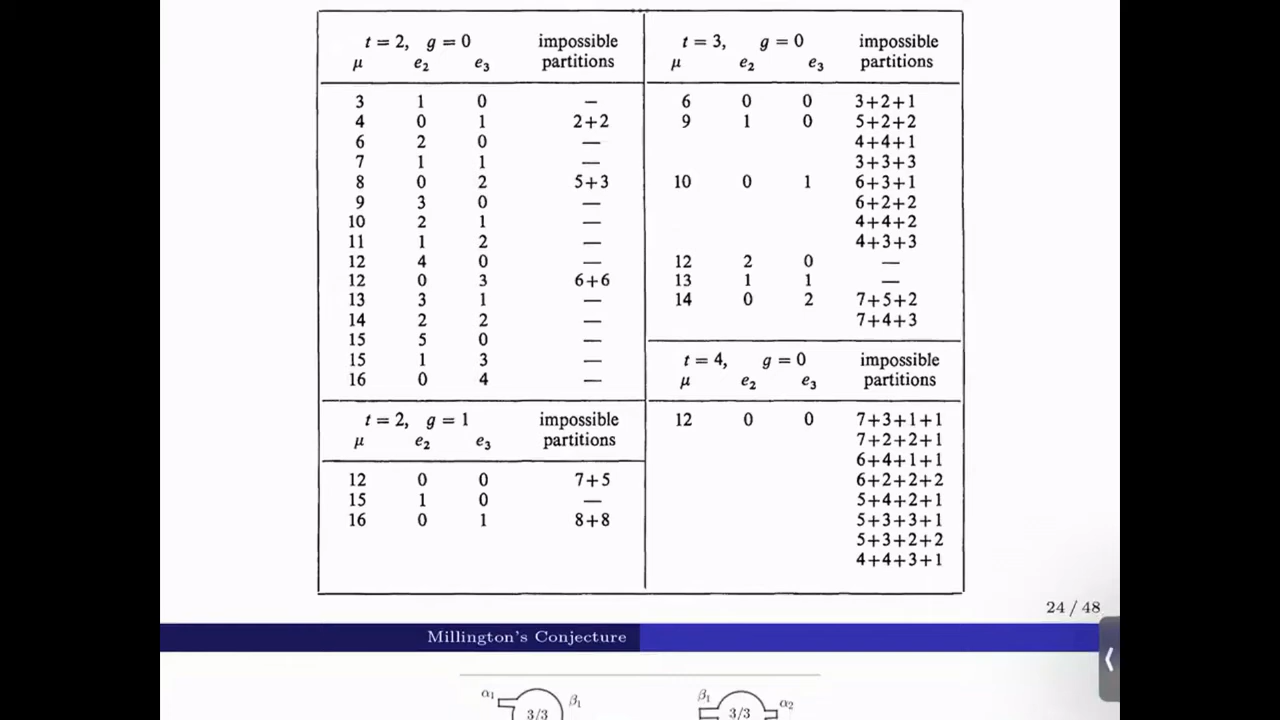 t = 2, g = 0 impossible
μ e₂ e₃ partitions
3 1 0 —
4 0 1 2+2
6 2 0 —
7 1 1 —
8 0 2 5+3
9 3 0 —
10 2 1 —
11 1 2 —
12 4 0 —
12 0 3 6+6
13 3 1 —
14 2 2 —
15 5 0 —
15 1 3 —
16 0 4 —
t = 2, g = 1 impossible
μ e₂ e₃ partitions
12 0 0 7+5
15 1 0 —
16 0 1 8+8
t = 3, g = 0 impossible
μ e₂ e₃ partitions
6 0 0 3+2+1
9 1 0 5+2+2
4+4+1
3+3+3
10 0 1 6+3+1
6+2+2
4+4+2
4+3+3
12 2 0 —
13 1 1 —
14 0 2 7+5+2
7+4+3
t = 4, g = 0 impossible
μ e₂ e₃ partitions
12 0 0 7+3+1+1
7+2+2+1
6+4+1+1
6+2+2+2
5+4+2+1
5+3+3+1
5+3+2+2
4+4+3+1
24 / 48
Millington's Conjecture
α₁ β₁ β₁ α₂
3/3 3/3